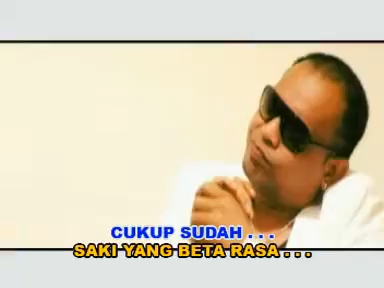 CUKUP SUDAH . . .
SAKI YANG BETA RASA . . .